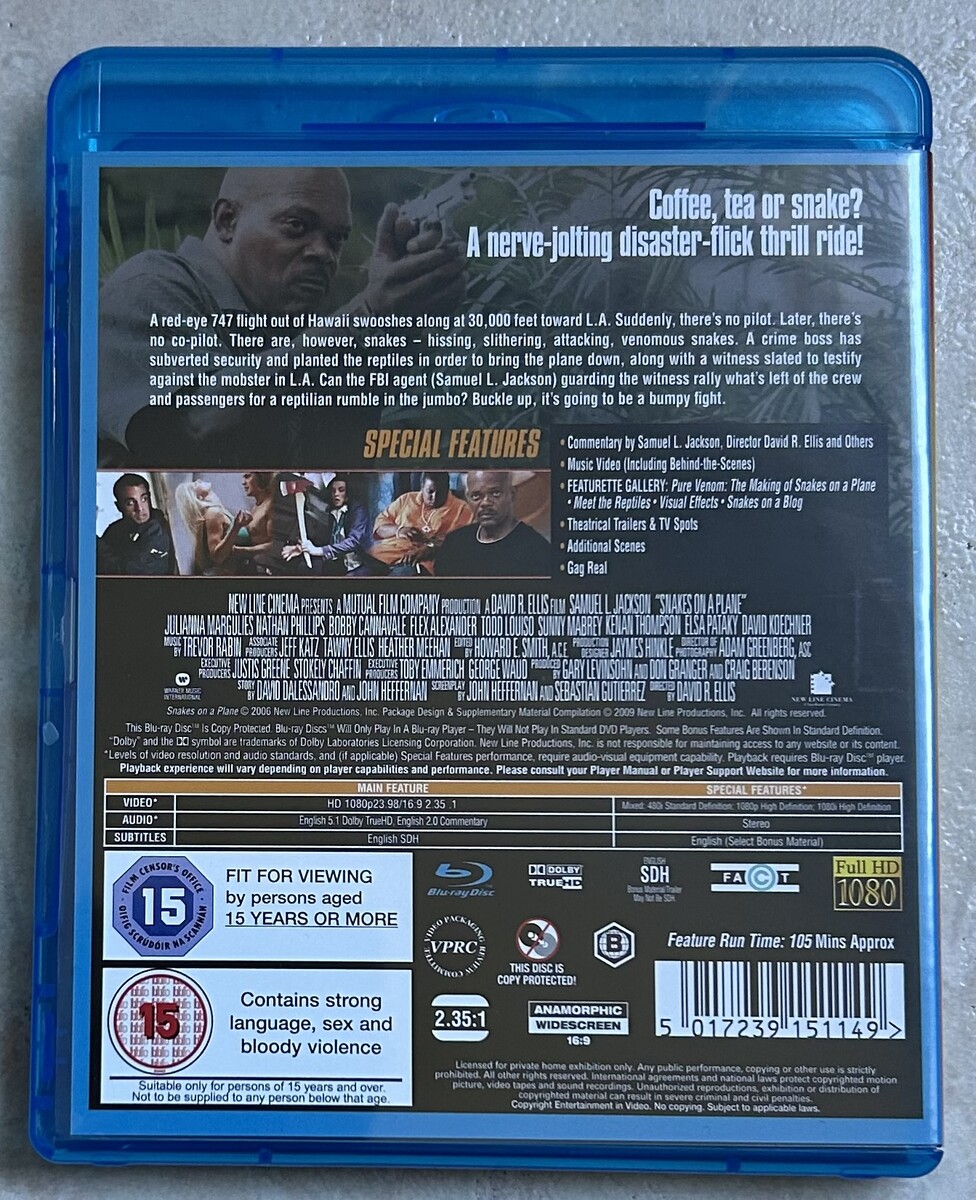 Coffee, tea or snake?
A nerve-jolting disaster-flick thrill ride!
A red-eye 747 flight out of Hawaii swooshes along at 30,000 feet toward L.A. Suddenly, there's no pilot. Later, there's
no co-pilot. There are, however, snakes – hissing, slithering, attacking, venomous snakes. A crime boss has
subverted security and planted the reptiles in order to bring the plane down, along with a witness slated to testify
against the mobster in L.A. Can the FBI agent (Samuel L. Jackson) guarding the witness rally what's left of the crew
and passengers for a reptilian rumble in the jumbo? Buckle up, it's going to be a bumpy fight.
SPECIAL FEATURES
• Commentary by Samuel L. Jackson, Director David R. Ellis and Others
• Music Video (Including Behind-the-Scenes)
• FEATURETTE GALLERY: Pure Venom: The Making of Snakes on a Plane
• Meet the Reptiles • Visual Effects • Snakes on a Blog
• Theatrical Trailers & TV Spots
• Additional Scenes
• Gag Real
NEW LINE CINEMA PRESENTS A MUTUAL FILM COMPANY PRODUCTION A DAVID R. ELLIS FILM SAMUEL L. JACKSON "SNAKES ON A PLANE"
JULIANNA MARGULIES NATHAN PHILLIPS BOBBY CANNAVALE FLEX ALEXANDER TODD LOUISO SUNNY MABREY KENAN THOMPSON ELSA PATAKY DAVID KOECHNER
MUSIC BY TREVOR RABIN ASSOCIATE PRODUCERS JEFF KATZ TAWNY ELLIS HEATHER MEEHAN EDITED BY HOWARD E. SMITH, A.C.E. PRODUCTION DESIGNER JAYMES HINKLE DIRECTOR OF PHOTOGRAPHY ADAM GREENBERG, ASC
EXECUTIVE PRODUCERS JUSTIS GREENE STOKELY CHAFFIN EXECUTIVE PRODUCERS TOBY EMMERICH GEORGE WAUD PRODUCED BY GARY LEVINSOHN AND DON GRANGER AND CRAIG BERENSON
STORY BY DAVID DALESSANDRO AND JOHN HEFFERNAN SCREENPLAY BY JOHN HEFFERNAN AND SEBASTIAN GUTIERREZ DIRECTED BY DAVID R. ELLIS
WARNER MUSIC
INTERNATIONAL
NEW LINE CINEMA
Snakes on a Plane © 2006 New Line Productions, Inc. Package Design & Supplementary Material Compilation © 2009 New Line Productions, Inc. All rights reserved.
This Blu-ray Disc™ Is Copy Protected. Blu-ray Discs™ Will Only Play In A Blu-ray Player – They Will Not Play In Standard DVD Players. Some Bonus Features Are Shown In Standard Definition.
"Dolby" and the DD symbol are trademarks of Dolby Laboratories Licensing Corporation. New Line Productions, Inc. is not responsible for maintaining access to any website or its content.
*Levels of video resolution and audio standards, and (if applicable) Special Features performance, require audio-visual equipment capability. Playback requires Blu-ray Disc™ player.
Playback experience will vary depending on player capabilities and performance. Please consult your Player Manual or Player Support Website for more information.
MAIN FEATURE SPECIAL FEATURES*
VIDEO* HD 1080p23.98/16:9 2.35 .1 Mixed: 480i Standard Definition; 1080p High Definition; 1080i High Definition
AUDIO* English 5.1 Dolby TrueHD, English 2.0 Commentary Stereo
SUBTITLES English SDH English (Select Bonus Material)
FILM CENSOR'S OFFICE
15
OIFIG SCRÚDÓIR NA SCANNÁN
FIT FOR VIEWING
by persons aged
15 YEARS OR MORE
Blu-ray Disc
DOLBY
TRUEHD
ENGLISH
SDH
Bonus Material/Trailer
May Not Be SDH.
FACT
Full HD
1080
VIDEO PACKAGING REVIEW COMMITTEE
VPRC
THIS DISC IS
COPY PROTECTED!
B
Feature Run Time: 105 Mins Approx
bbfc
15
Contains strong
language, sex and
bloody violence
Suitable only for persons of 15 years and over.
Not to be supplied to any person below that age.
2.35:1
ANAMORPHIC
WIDESCREEN
16:9
5 017239 151149 >
Licensed for private home exhibition only. Any public performance, copying or other use is strictly
prohibited. All other rights reserved. International agreements and national laws protect copyrighted motion
picture, video tapes and sound recordings. Unauthorized reproductions, exhibition or distribution of
copyrighted material can result in severe criminal and civil penalties.
Copyright Entertainment in Video. No copying. Subject to applicable laws.